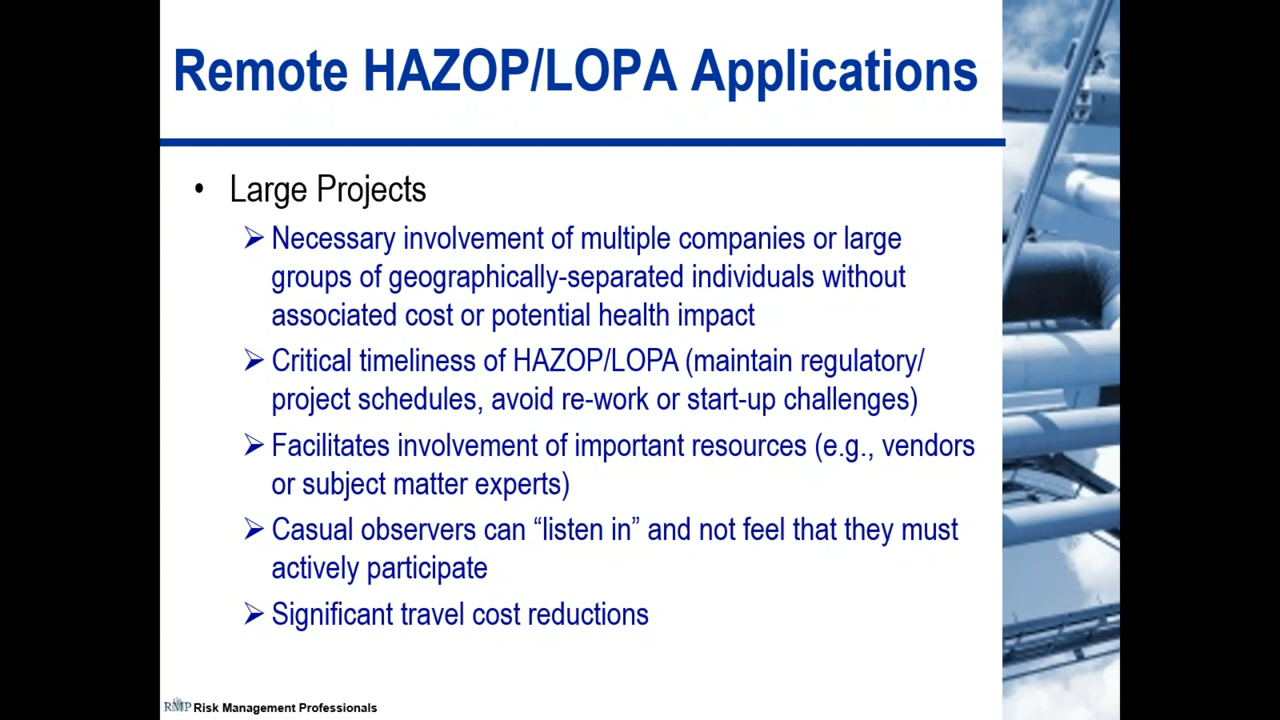 Remote HAZOP/LOPA Applications
• Large Projects
➢ Necessary involvement of multiple companies or large
groups of geographically-separated individuals without
associated cost or potential health impact
➢ Critical timeliness of HAZOP/LOPA (maintain regulatory/
project schedules, avoid re-work or start-up challenges)
➢ Facilitates involvement of important resources (e.g., vendors
or subject matter experts)
➢ Casual observers can “listen in” and not feel that they must
actively participate
➢ Significant travel cost reductions
RMP Risk Management Professionals